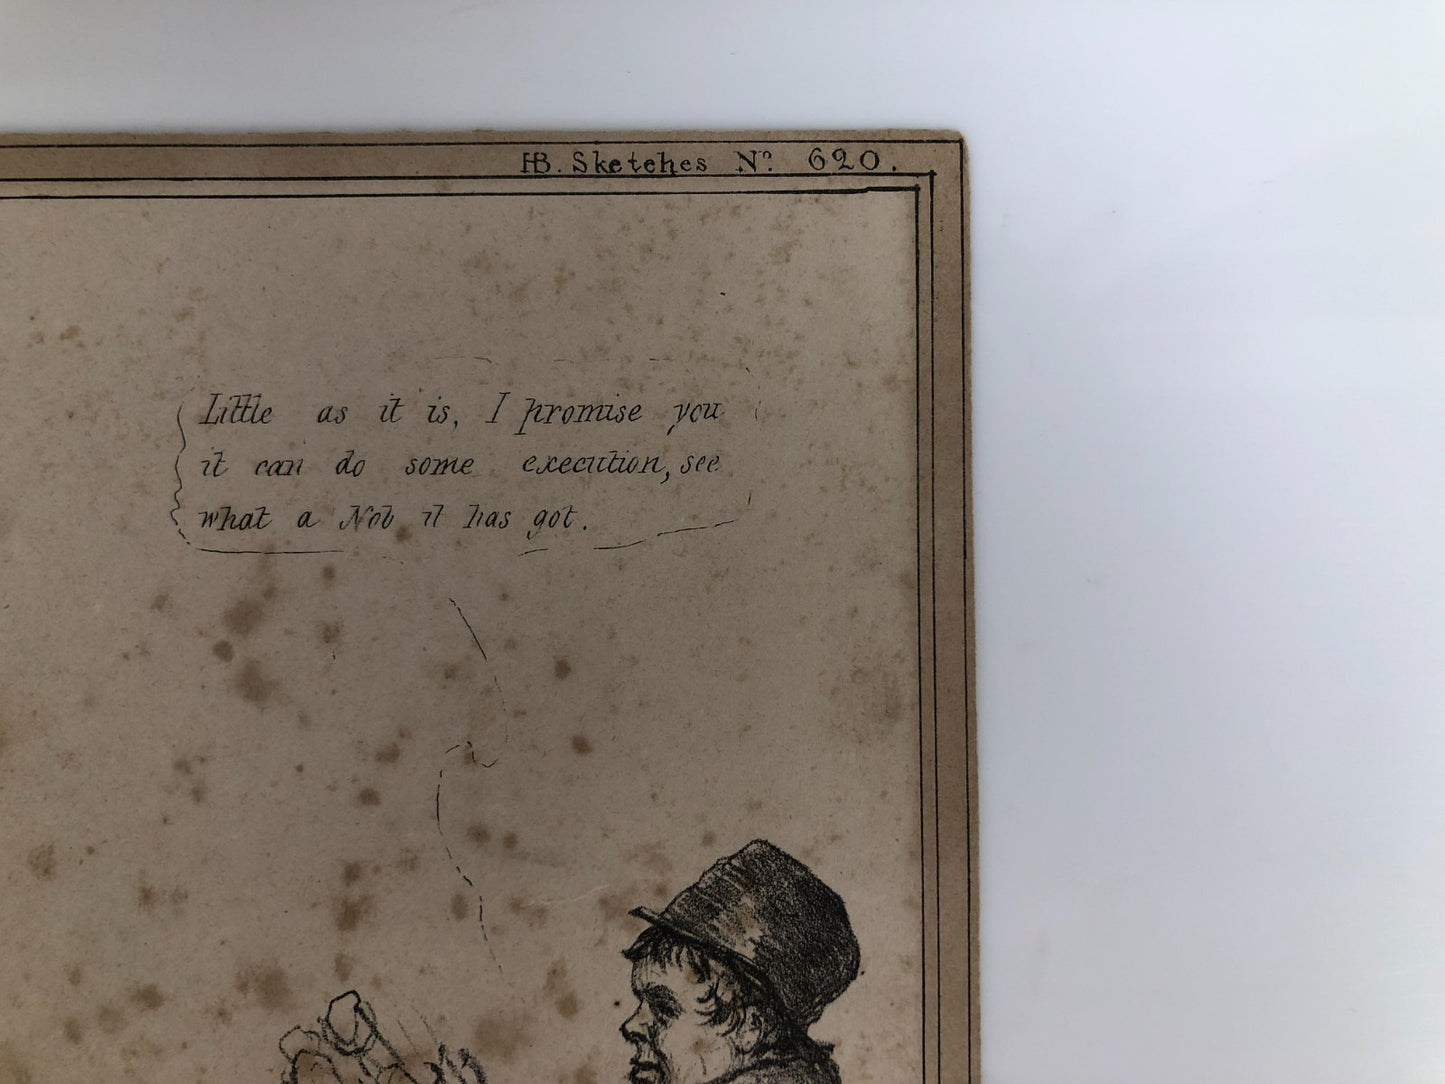 HB. Sketches Nº 620.
Little as it is, I promise you
it can do some execution, see
what a Nob it has got.